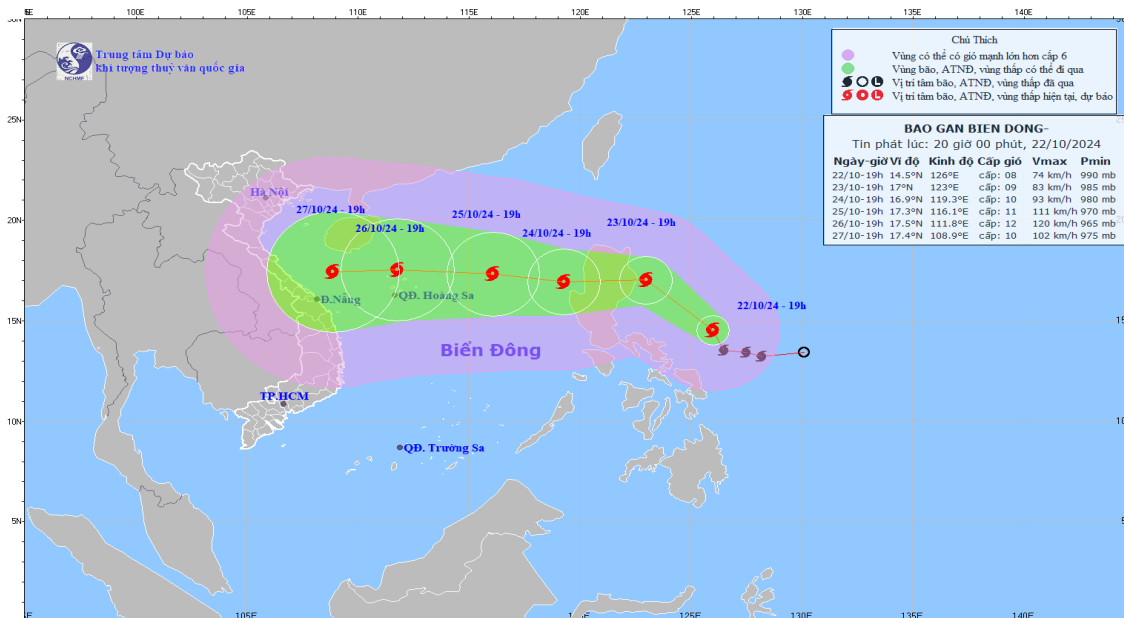 E 105E 110E 115E 120E 125E 130E 135E 140E
30N
25N
20N
15N
10N
5N
Trung tâm Dự báo
khí tượng thuỷ văn quốc gia
NCHMF
Chú Thích
Vùng có thể có gió mạnh lớn hơn cấp 6
Vùng bão, ATNĐ, vùng thấp có thể đi qua
L Vị trí tâm bão, ATNĐ, vùng thấp đã qua
L Vị trí tâm bão, ATNĐ, vùng thấp hiện tại, dự báo
BAO GAN BIEN DONG-
Tin phát lúc: 20 giờ 00 phút, 22/10/2024
Ngày-giờ Vĩ độ Kinh độ Cấp gió Vmax Pmin
22/10-19h 14.5°N 126°E cấp: 08 74 km/h 990 mb
23/10-19h 17°N 123°E cấp: 09 83 km/h 985 mb
24/10-19h 16.9°N 119.3°E cấp: 10 93 km/h 980 mb
25/10-19h 17.3°N 116.1°E cấp: 11 111 km/h 970 mb
26/10-19h 17.5°N 111.8°E cấp: 12 120 km/h 965 mb
27/10-19h 17.4°N 108.9°E cấp: 10 102 km/h 975 mb
Hà Nội
27/10/24 - 19h
26/10/24 - 19h
25/10/24 - 19h
24/10/24 - 19h
23/10/24 - 19h
22/10/24 - 19h
Đ.Nẵng
QĐ. Hoàng Sa
Biển Đông
TP.HCM
QĐ. Trường Sa
105E 110E 115E 120E 125E 130E 135E 140E